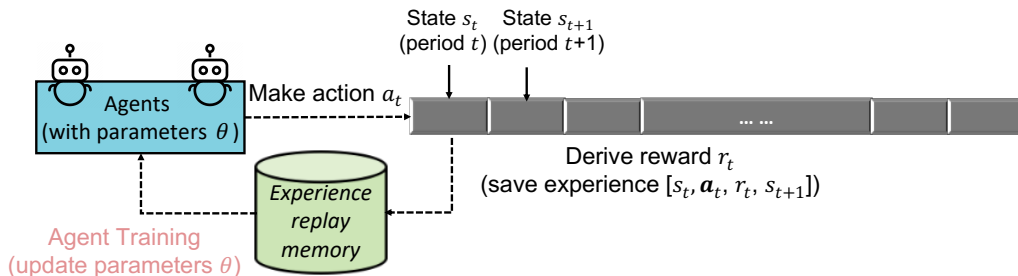 State s_t
(period t)
State s_{t+1}
(period t+1)
Agents
(with parameters θ)
Make action a_t
... ...
Derive reward r_t
(save experience [s_t, a_t, r_t, s_{t+1}])
Experience
replay
memory
Agent Training
(update parameters θ)